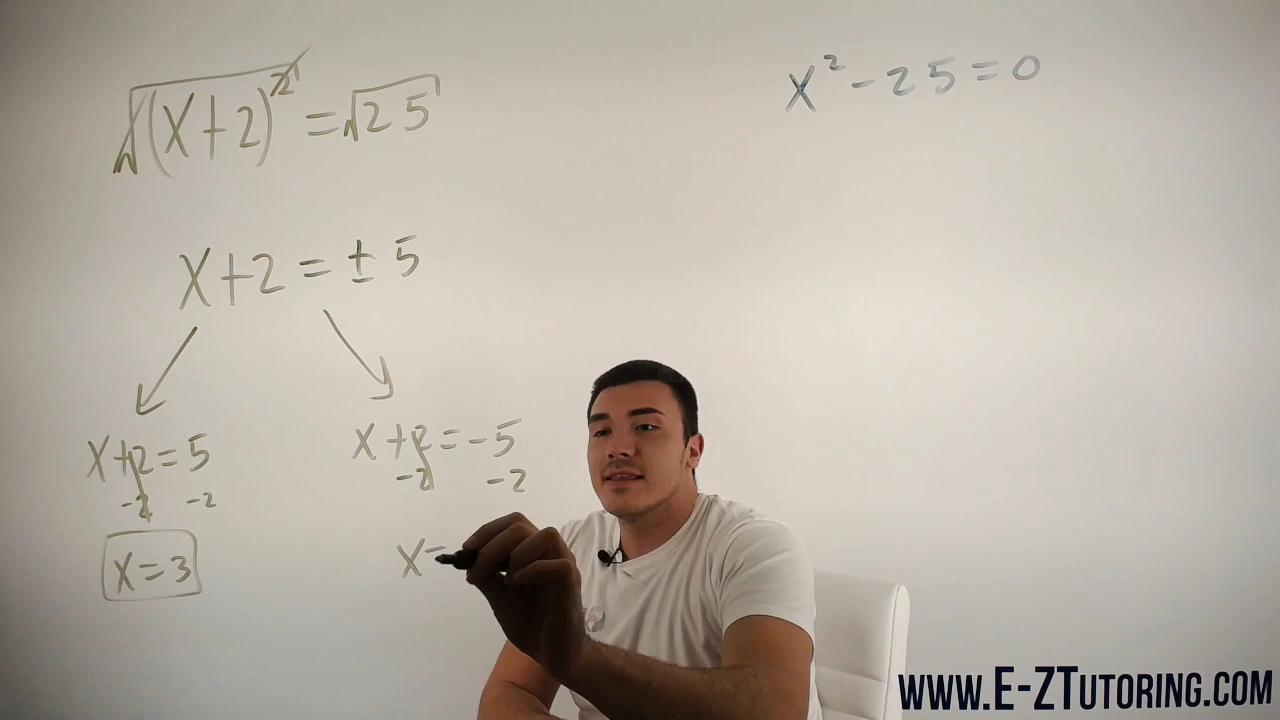 √(x+2)² = √25
x+2 = ± 5
x+2 = 5
-2 -2
x = 3
x+2 = -5
-2 -2
x =
x² - 25 = 0
www.E-ZTutoring.com